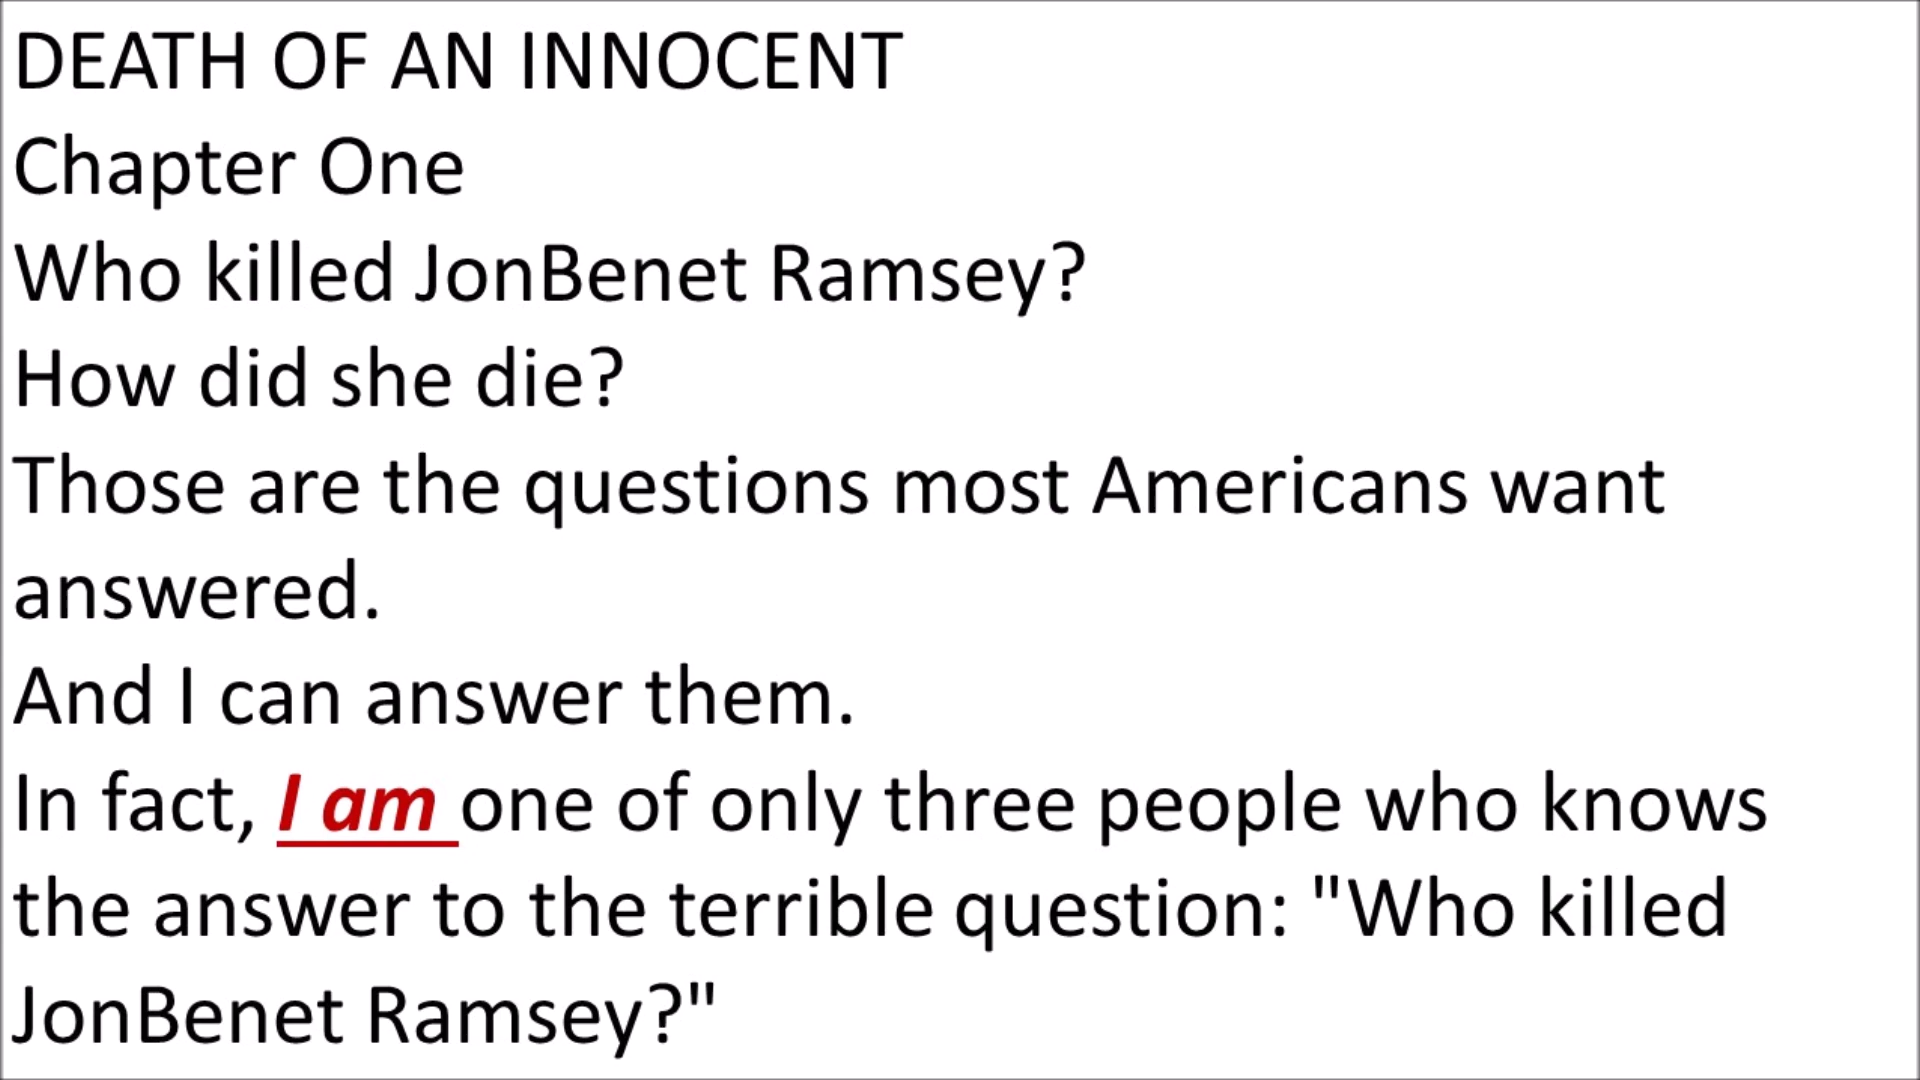 DEATH OF AN INNOCENT
Chapter One
Who killed JonBenet Ramsey?
How did she die?
Those are the questions most Americans want
answered.
And I can answer them.
In fact, I am one of only three people who knows
the answer to the terrible question: "Who killed
JonBenet Ramsey?"